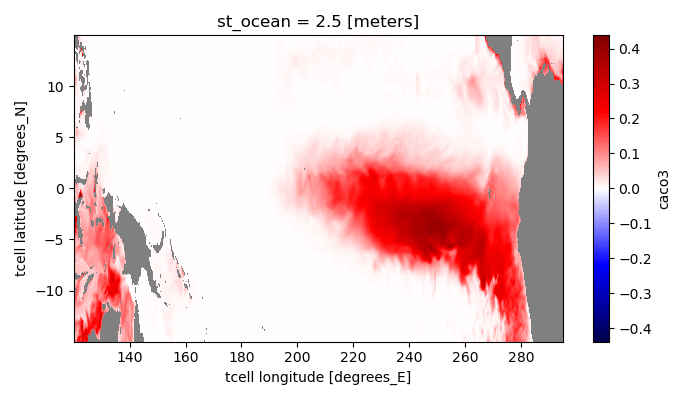 st_ocean = 2.5 [meters]
10
5
0
−5
−10
tcell latitude [degrees_N]
140 160 180 200 220 240 260 280
tcell longitude [degrees_E]
0.4
0.3
0.2
0.1
0.0
−0.1
−0.2
−0.3
−0.4
caco3